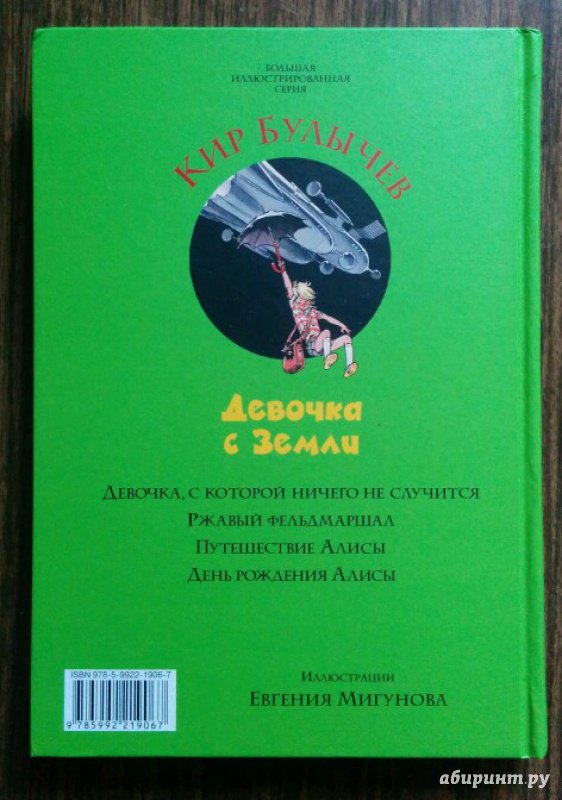 БОЛЬШАЯ
ИЛЛЮСТРИРОВАННАЯ
СЕРИЯ
КИР БУЛЫЧЕВ
ДЕВОЧКА
С ЗЕМЛИ
ДЕВОЧКА, С КОТОРОЙ НИЧЕГО НЕ СЛУЧИТСЯ
РЖАВЫЙ ФЕЛЬДМАРШАЛ
ПУТЕШЕСТВИЕ АЛИСЫ
ДЕНЬ РОЖДЕНИЯ АЛИСЫ
ISBN 978-5-9922-1906-7
9 785992 219067
ИЛЛЮСТРАЦИИ
ЕВГЕНИЯ МИГУНОВА
абиринт.ру